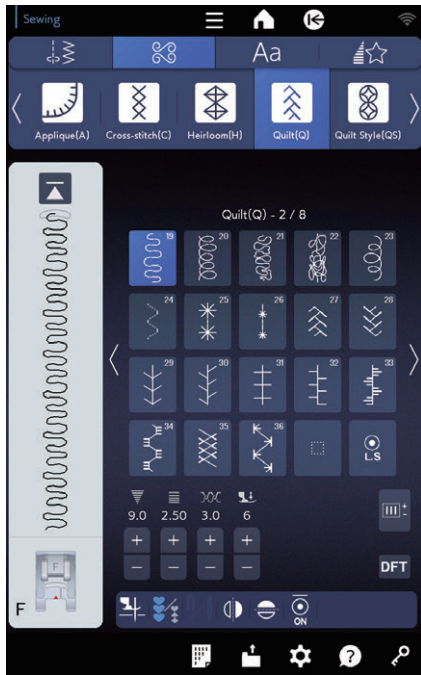 Sewing
Aa
Applique(A) Cross-stitch(C) Heirloom(H) Quilt(Q) Quilt Style(QS)
Quilt(Q) - 2 / 8
19 20 21 22 23
24 25 26 27 28
29 30 31 32 33
34 35 36 L.S
9.0 2.50 3.0 6
+ + + +
− − − −
DFT
F
F
ON
?